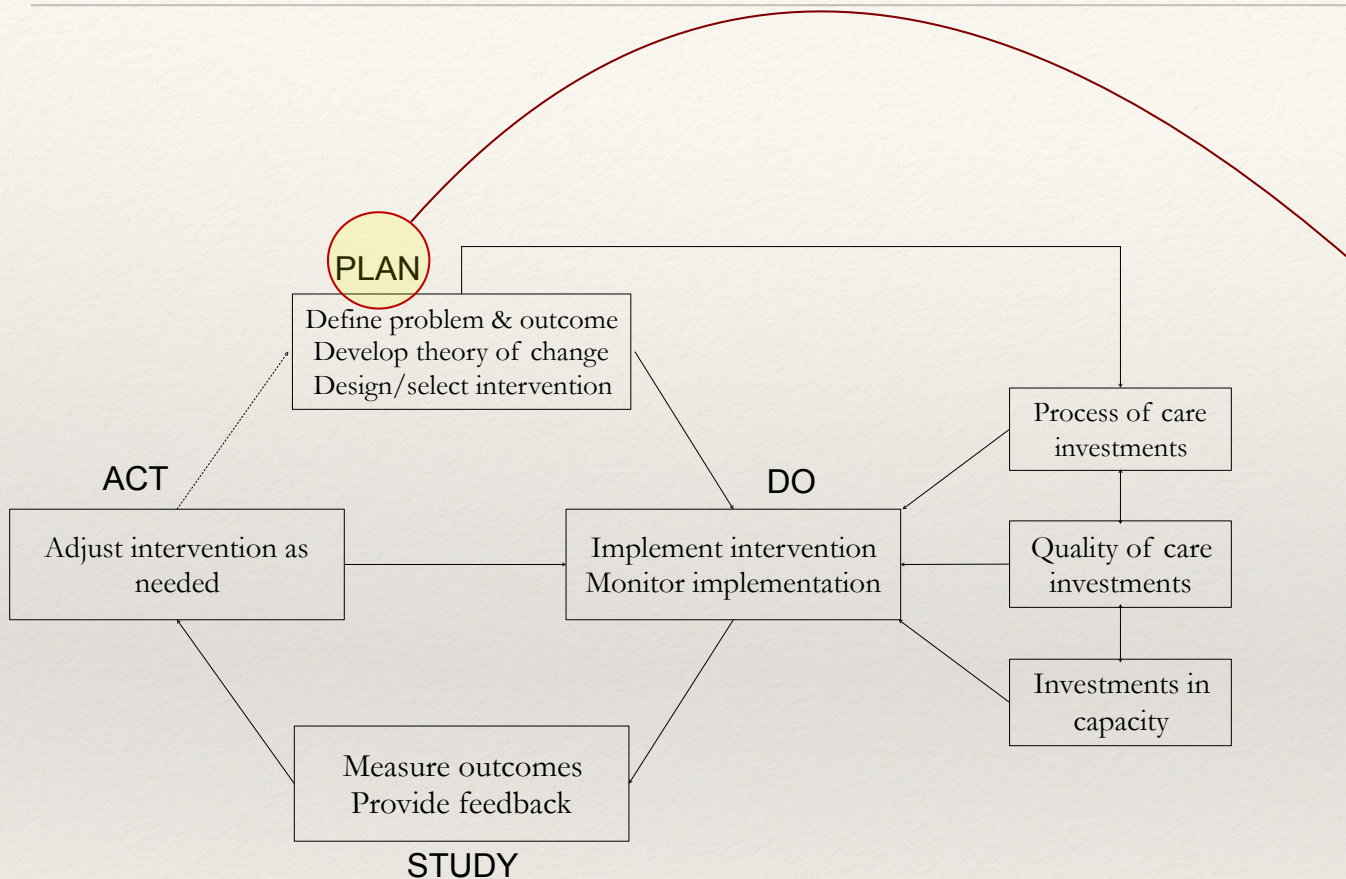 PLAN
Define problem & outcome
Develop theory of change
Design/select intervention
Process of care
investments
ACT
DO
Adjust intervention as
needed
Implement intervention
Monitor implementation
Quality of care
investments
Investments in
capacity
Measure outcomes
Provide feedback
STUDY